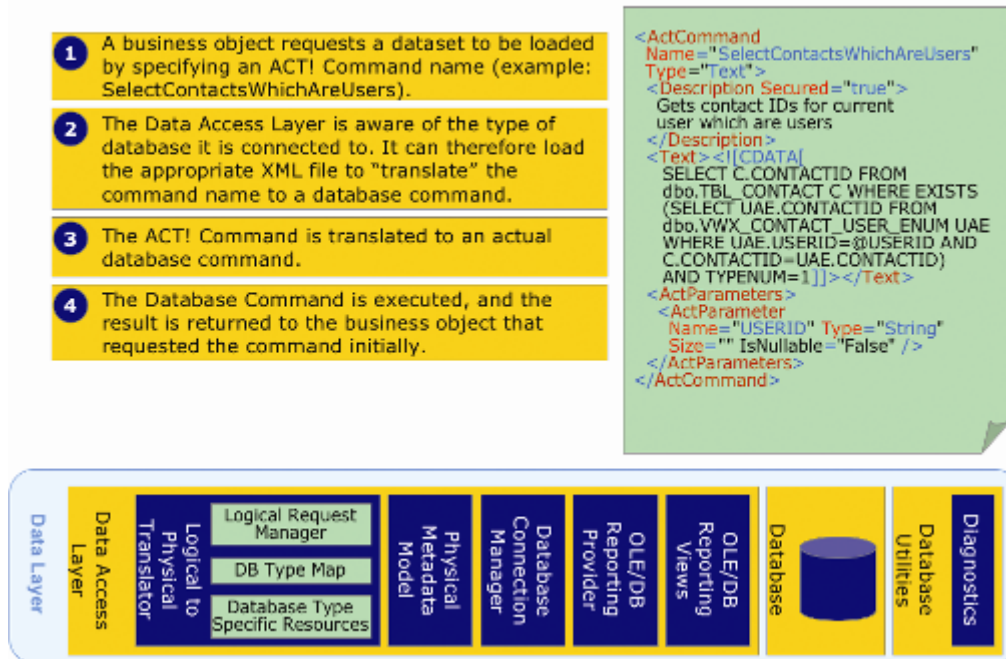 1
A business object requests a dataset to be loaded
by specifying an ACT! Command name (example:
SelectContactsWhichAreUsers).
2
The Data Access Layer is aware of the type of
database it is connected to. It can therefore load
the appropriate XML file to “translate” the
command name to a database command.
3
The ACT! Command is translated to an actual
database command.
4
The Database Command is executed, and the
result is returned to the business object that
requested the command initially.
<ActCommand
Name="SelectContactsWhichAreUsers"
Type="Text">
<Description Secured="true">
Gets contact IDs for current
user which are users
</Description>
<Text><![CDATA[
SELECT C.CONTACTID FROM
dbo.TBL_CONTACT C WHERE EXISTS
(SELECT UAE.CONTACTID FROM
dbo.VWX_CONTACT_USER_ENUM UAE
WHERE UAE.USERID=@USERID AND
C.CONTACTID=UAE.CONTACTID)
AND TYPENUM=1]]></Text>
<ActParameters>
<ActParameter
Name="USERID" Type="String"
Size="" IsNullable="False" />
</ActParameters>
</ActCommand>
Data Layer
Data Access
Layer
Logical to
Physical
Translator
Logical Request
Manager
DB Type Map
Database Type
Specific Resources
Physical
Metadata
Model
Database
Connection
Manager
OLE/DB
Reporting
Provider
OLE/DB
Reporting
Views
Database
Database
Utilities
Diagnostics